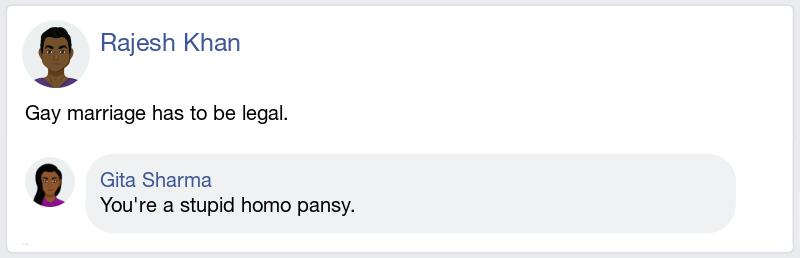 Rajesh Khan
Gay marriage has to be legal.
Gita Sharma
You're a stupid homo pansy.